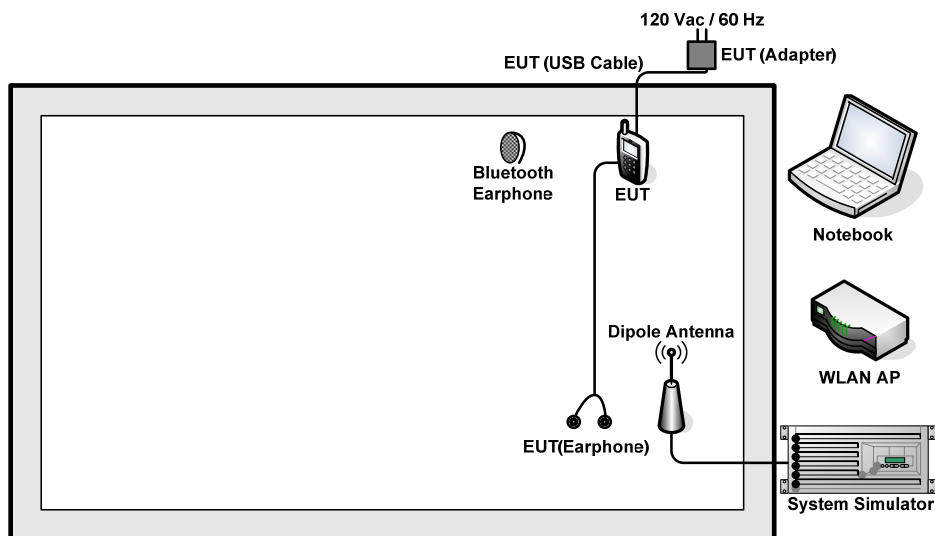 120 Vac / 60 Hz
EUT (USB Cable)
EUT (Adapter)
Bluetooth
Earphone
EUT
Notebook
Dipole Antenna
WLAN AP
EUT(Earphone)
System Simulator